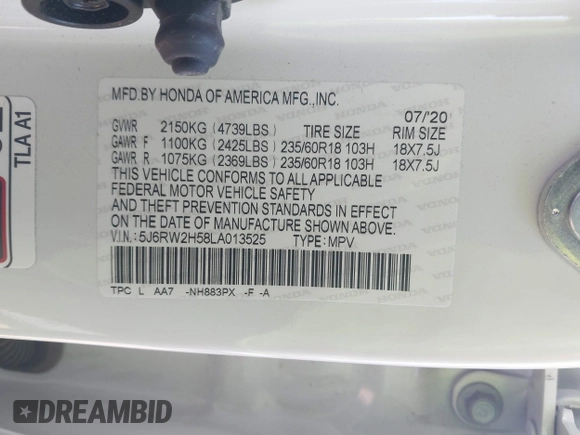 MFD.BY HONDA OF AMERICA MFG.,INC. 07/'20
GVWR 2150KG (4739LBS) TIRE SIZE RIM SIZE
GAWR F 1100KG (2425LBS) 235/60R18 103H 18X7.5J
GAWR R 1075KG (2369LBS) 235/60R18 103H 18X7.5J
THIS VEHICLE CONFORMS TO ALL APPLICABLE
FEDERAL MOTOR VEHICLE SAFETY
AND THEFT PREVENTION STANDARDS IN EFFECT
ON THE DATE OF MANUFACTURE SHOWN ABOVE.
V.I.N.:5J6RW2H58LA013525 TYPE:MPV
TPC L AA7 -NH883PX -F -A
TLA A1
DREAMBID